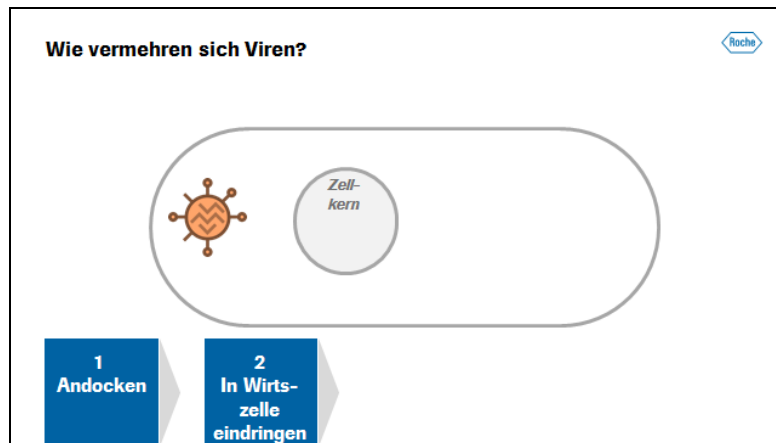 Wie vermehren sich Viren?
Roche
Zell-
kern
1
Andocken
2
In Wirts-
zelle
eindringen